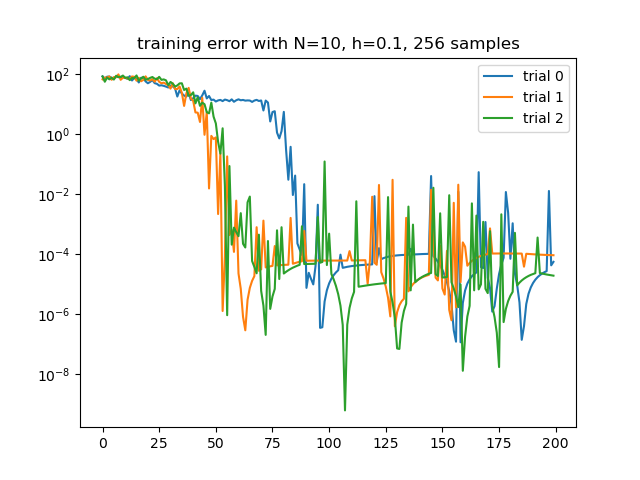 training error with N=10, h=0.1, 256 samples
trial 0
trial 1
trial 2
10²
10⁰
10⁻²
10⁻⁴
10⁻⁶
10⁻⁸
0 25 50 75 100 125 150 175 200